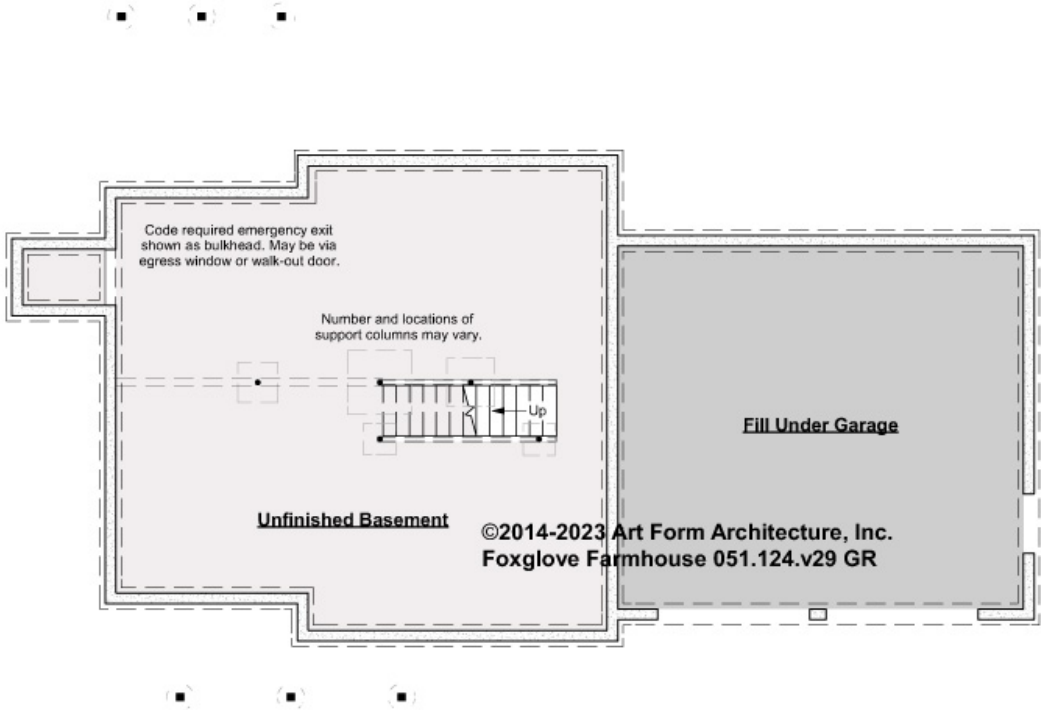 Code required emergency exit
shown as bulkhead. May be via
egress window or walk-out door.
Number and locations of
support columns may vary.
Up
Fill Under Garage
Unfinished Basement
©2014-2023 Art Form Architecture, Inc.
Foxglove Farmhouse 051.124.v29 GR